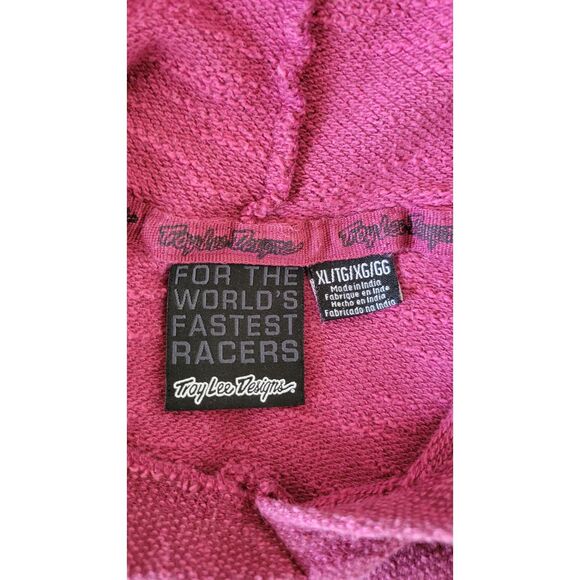 Troy Lee Designs Troy Lee Designs
FOR THE
WORLD'S
FASTEST
RACERS
Troy Lee Designs
XL/TG/XG/GG
Made in India
Fabrique en Inde
Hecho en India
Fabricado na India